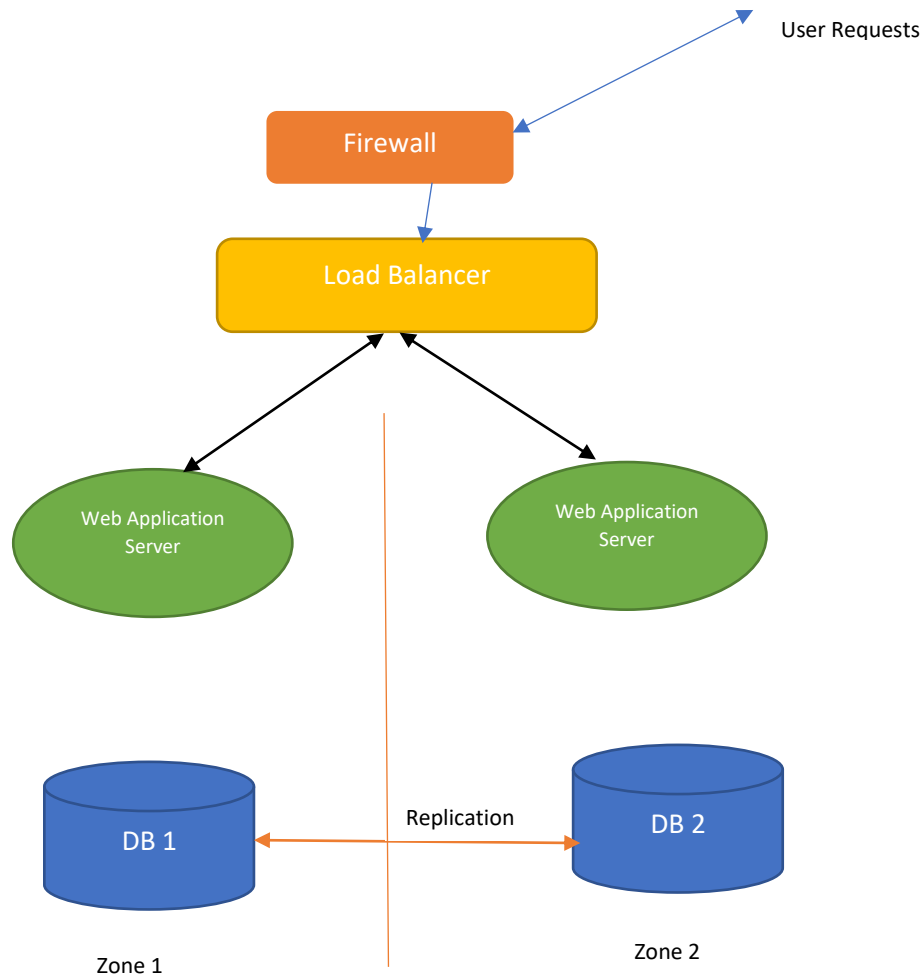 User Requests
Firewall
Load Balancer
Web Application
Server
Web Application
Server
DB 1
Replication
DB 2
Zone 1
Zone 2